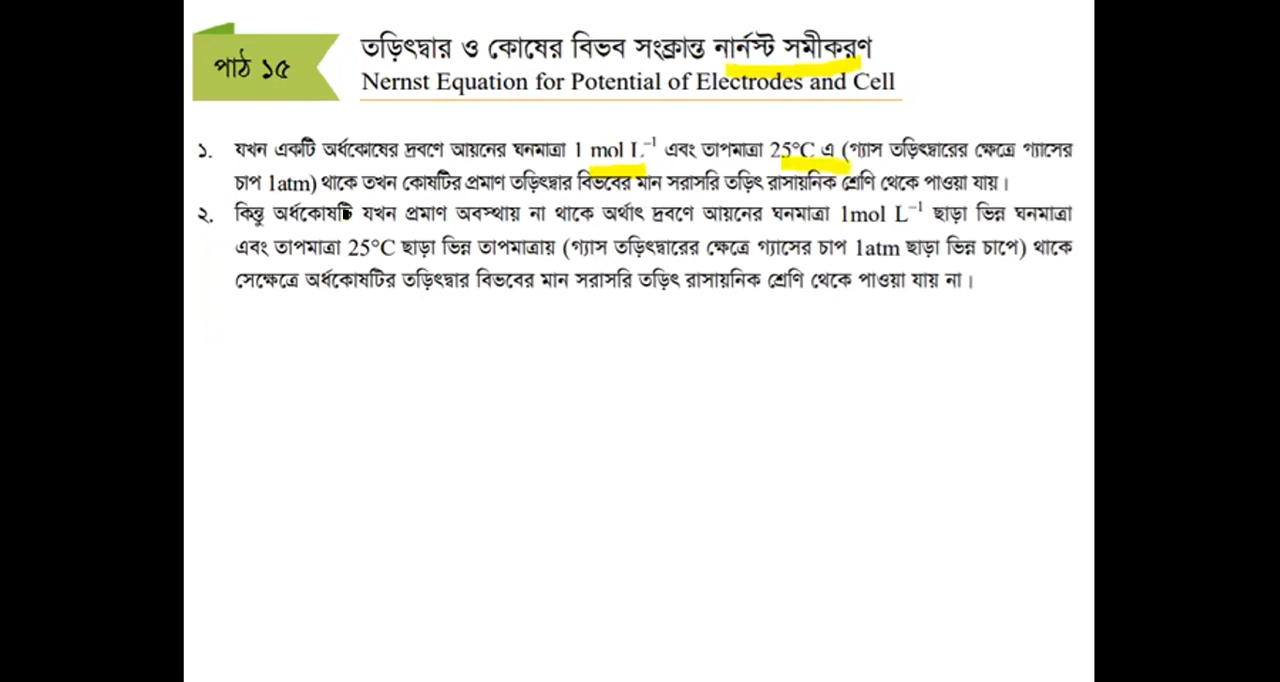 পাঠ ১৫
তড়িৎদ্বার ও কোষের বিভব সংক্রান্ত নার্নস্ট সমীকরণ
Nernst Equation for Potential of Electrodes and Cell
১. যখন একটি অর্ধকোষের দ্রবণে আয়নের ঘনমাত্রা 1 mol L⁻¹ এবং তাপমাত্রা 25°C এ (গ্যাস তড়িৎদ্বারের ক্ষেত্রে গ্যাসের
চাপ 1atm) থাকে তখন কোষটির প্রমাণ তড়িৎদ্বার বিভবের মান সরাসরি তড়িৎ রাসায়নিক শ্রেণি থেকে পাওয়া যায়।
২. কিন্তু অর্ধকোষটি যখন প্রমাণ অবস্থায় না থাকে অর্থাৎ দ্রবণে আয়নের ঘনমাত্রা 1mol L⁻¹ ছাড়া ভিন্ন ঘনমাত্রা
এবং তাপমাত্রা 25°C ছাড়া ভিন্ন তাপমাত্রায় (গ্যাস তড়িৎদ্বারের ক্ষেত্রে গ্যাসের চাপ 1atm ছাড়া ভিন্ন চাপে) থাকে
সেক্ষেত্রে অর্ধকোষটির তড়িৎদ্বার বিভবের মান সরাসরি তড়িৎ রাসায়নিক শ্রেণি থেকে পাওয়া যায় না।